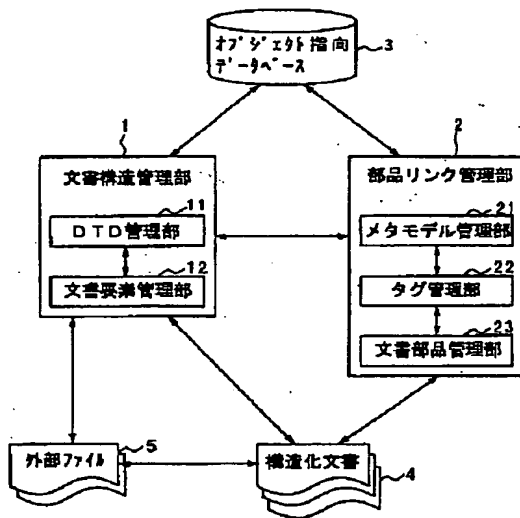 オブジェクト指向
データベース
3
1
2
文書構造管理部
11
DTD管理部
12
文書要素管理部
部品リンク管理部
21
メタモデル管理部
22
タグ管理部
23
文書部品管理部
外部ファイル
5
構造化文書
4